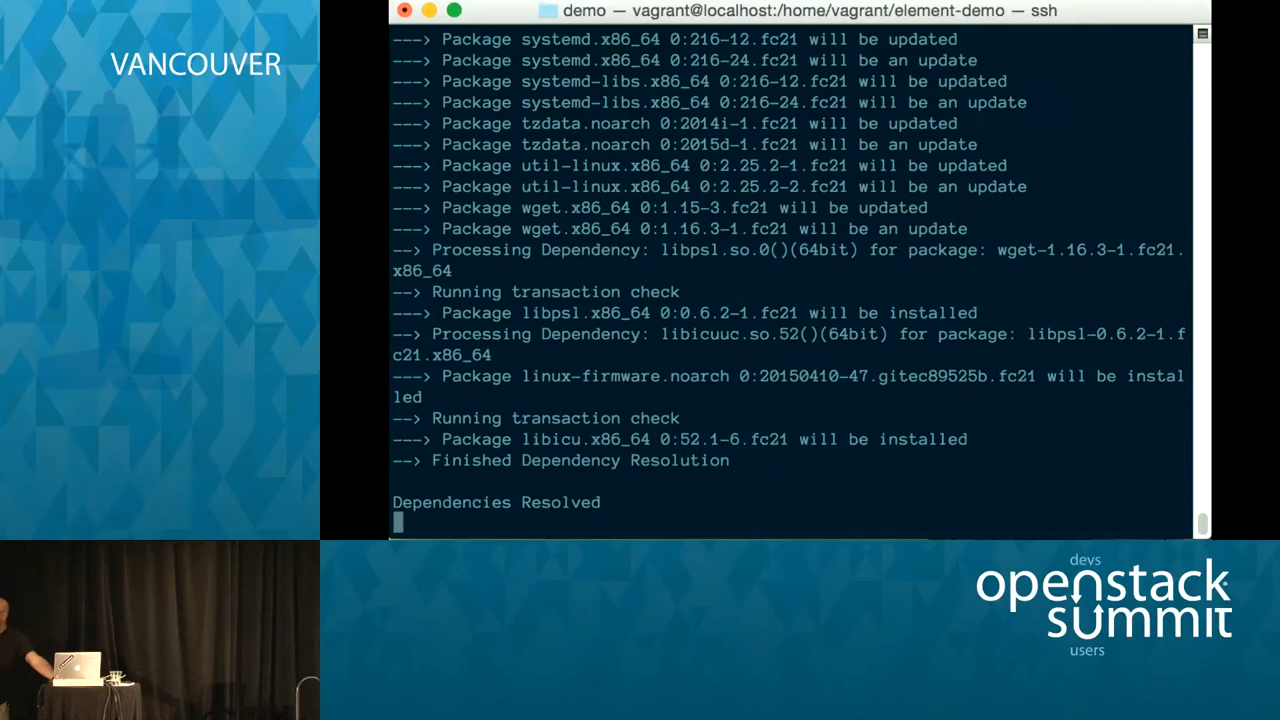 VANCOUVER
demo — vagrant@localhost:/home/vagrant/element-demo — ssh
---> Package systemd.x86_64 0:216-12.fc21 will be updated
---> Package systemd.x86_64 0:216-24.fc21 will be an update
---> Package systemd-libs.x86_64 0:216-12.fc21 will be updated
---> Package systemd-libs.x86_64 0:216-24.fc21 will be an update
---> Package tzdata.noarch 0:2014i-1.fc21 will be updated
---> Package tzdata.noarch 0:2015d-1.fc21 will be an update
---> Package util-linux.x86_64 0:2.25.2-1.fc21 will be updated
---> Package util-linux.x86_64 0:2.25.2-2.fc21 will be an update
---> Package wget.x86_64 0:1.15-3.fc21 will be updated
---> Package wget.x86_64 0:1.16.3-1.fc21 will be an update
--> Processing Dependency: libpsl.so.0()(64bit) for package: wget-1.16.3-1.fc21.
x86_64
--> Running transaction check
---> Package libpsl.x86_64 0:0.6.2-1.fc21 will be installed
--> Processing Dependency: libicuuc.so.52()(64bit) for package: libpsl-0.6.2-1.f
c21.x86_64
---> Package linux-firmware.noarch 0:20150410-47.gitec89525b.fc21 will be instal
led
--> Running transaction check
---> Package libicu.x86_64 0:52.1-6.fc21 will be installed
--> Finished Dependency Resolution
Dependencies Resolved
devs
openstack
summit
users